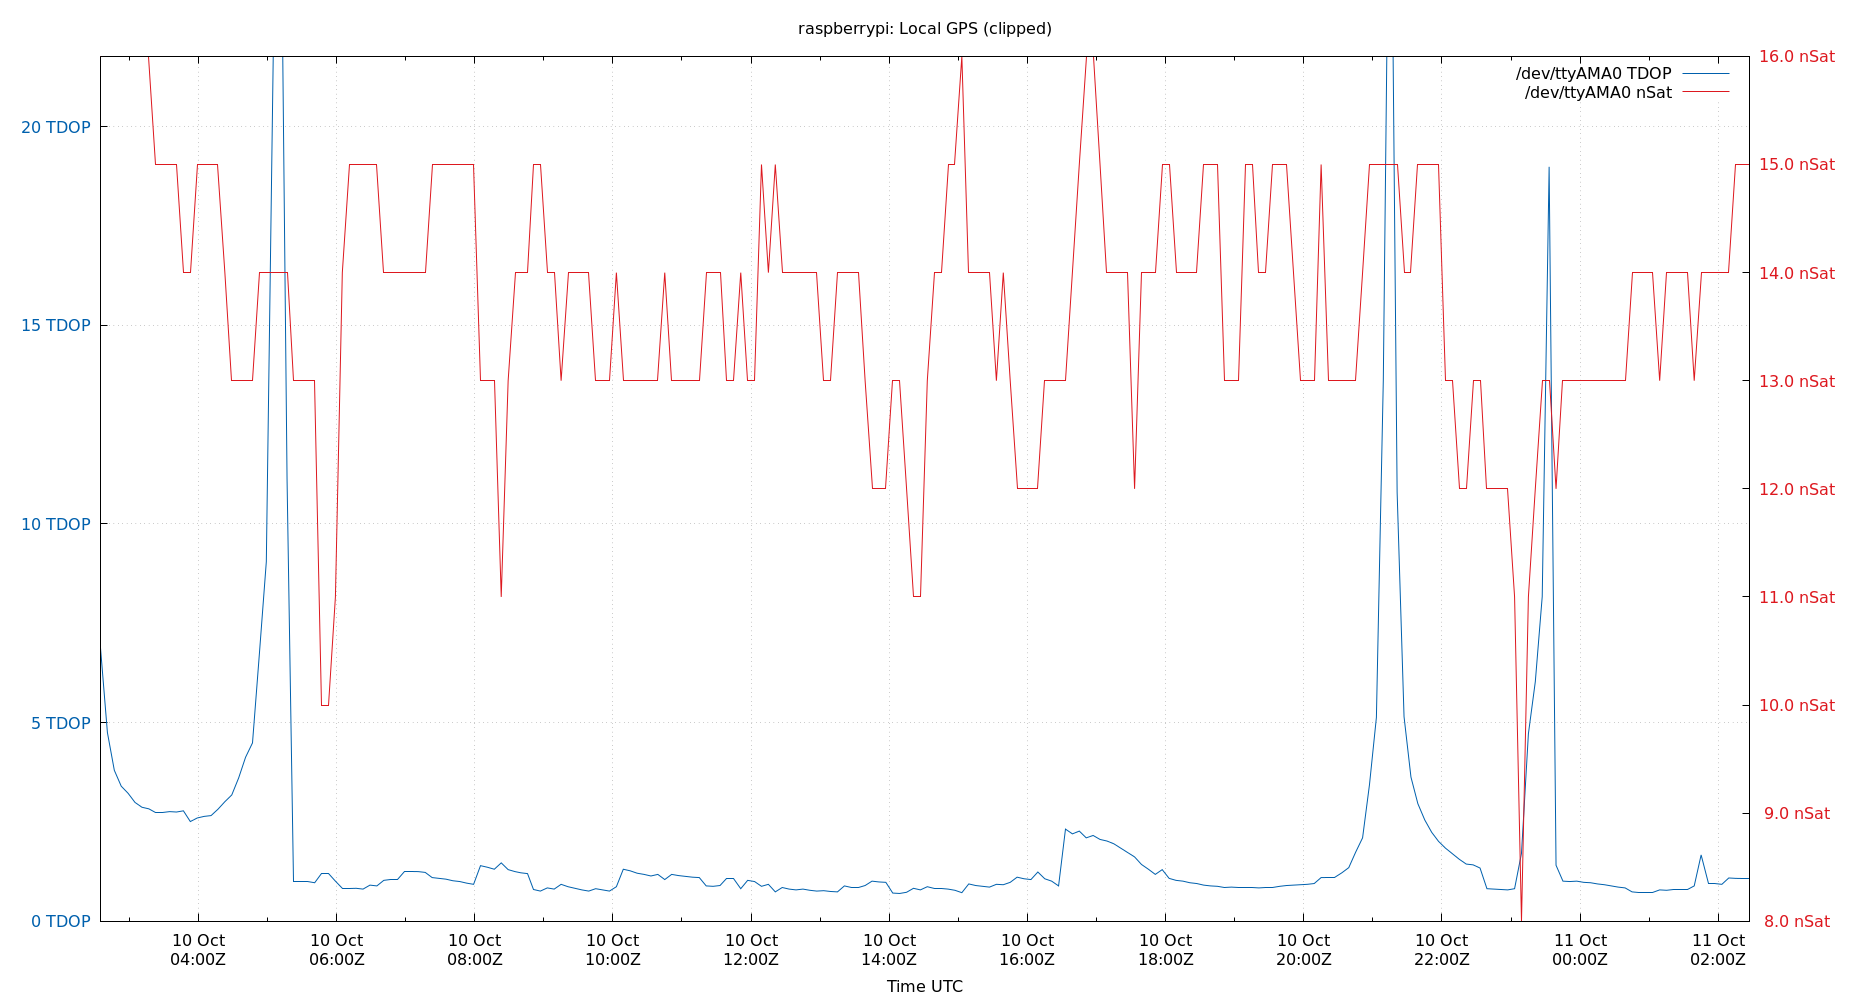 raspberrypi: Local GPS (clipped)
/dev/ttyAMA0 TDOP
/dev/ttyAMA0 nSat
20 TDOP
15 TDOP
10 TDOP
5 TDOP
0 TDOP
16.0 nSat
15.0 nSat
14.0 nSat
13.0 nSat
12.0 nSat
11.0 nSat
10.0 nSat
9.0 nSat
8.0 nSat
10 Oct 10 Oct 10 Oct 10 Oct 10 Oct 10 Oct 10 Oct 10 Oct 10 Oct 10 Oct 11 Oct 11 Oct
04:00Z 06:00Z 08:00Z 10:00Z 12:00Z 14:00Z 16:00Z 18:00Z 20:00Z 22:00Z 00:00Z 02:00Z
Time UTC